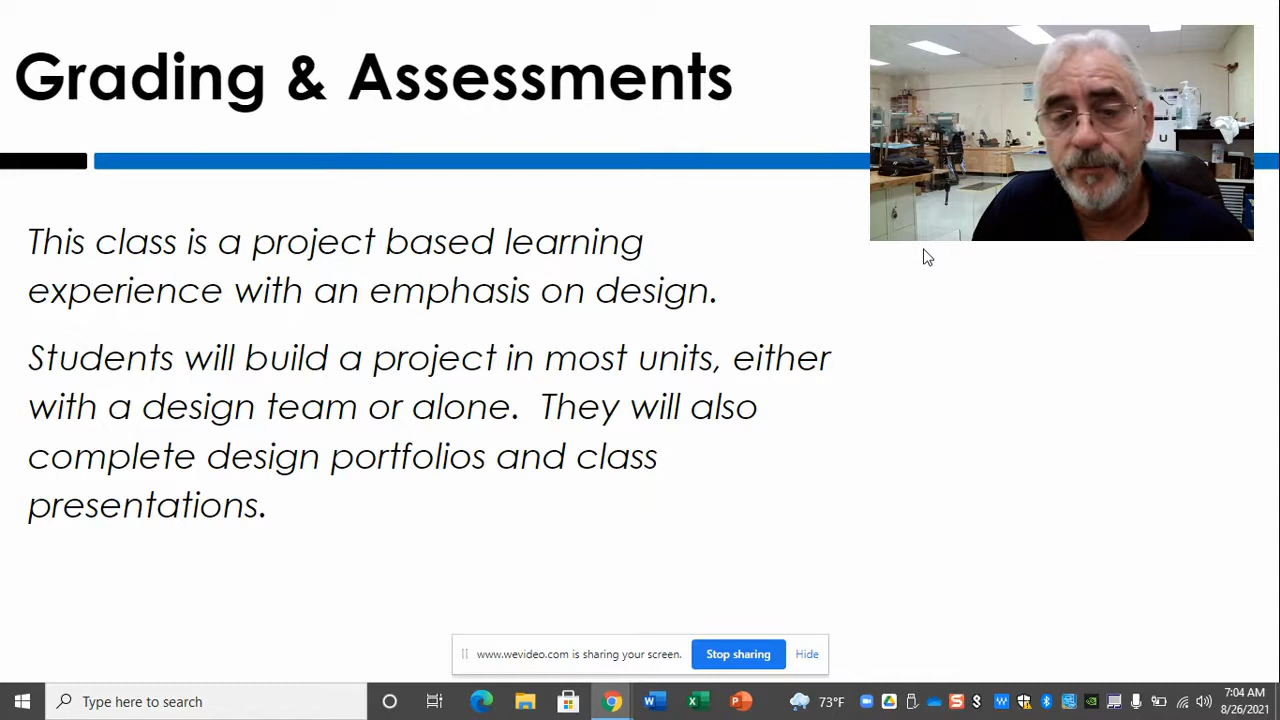 Grading & Assessments
U
This class is a project based learning
experience with an emphasis on design.
Students will build a project in most units, either
with a design team or alone.  They will also
complete design portfolios and class
presentations.
www.wevideo.com is sharing your screen.
Stop sharing
Hide
Type here to search
73°F
7:04 AM
8/26/2021